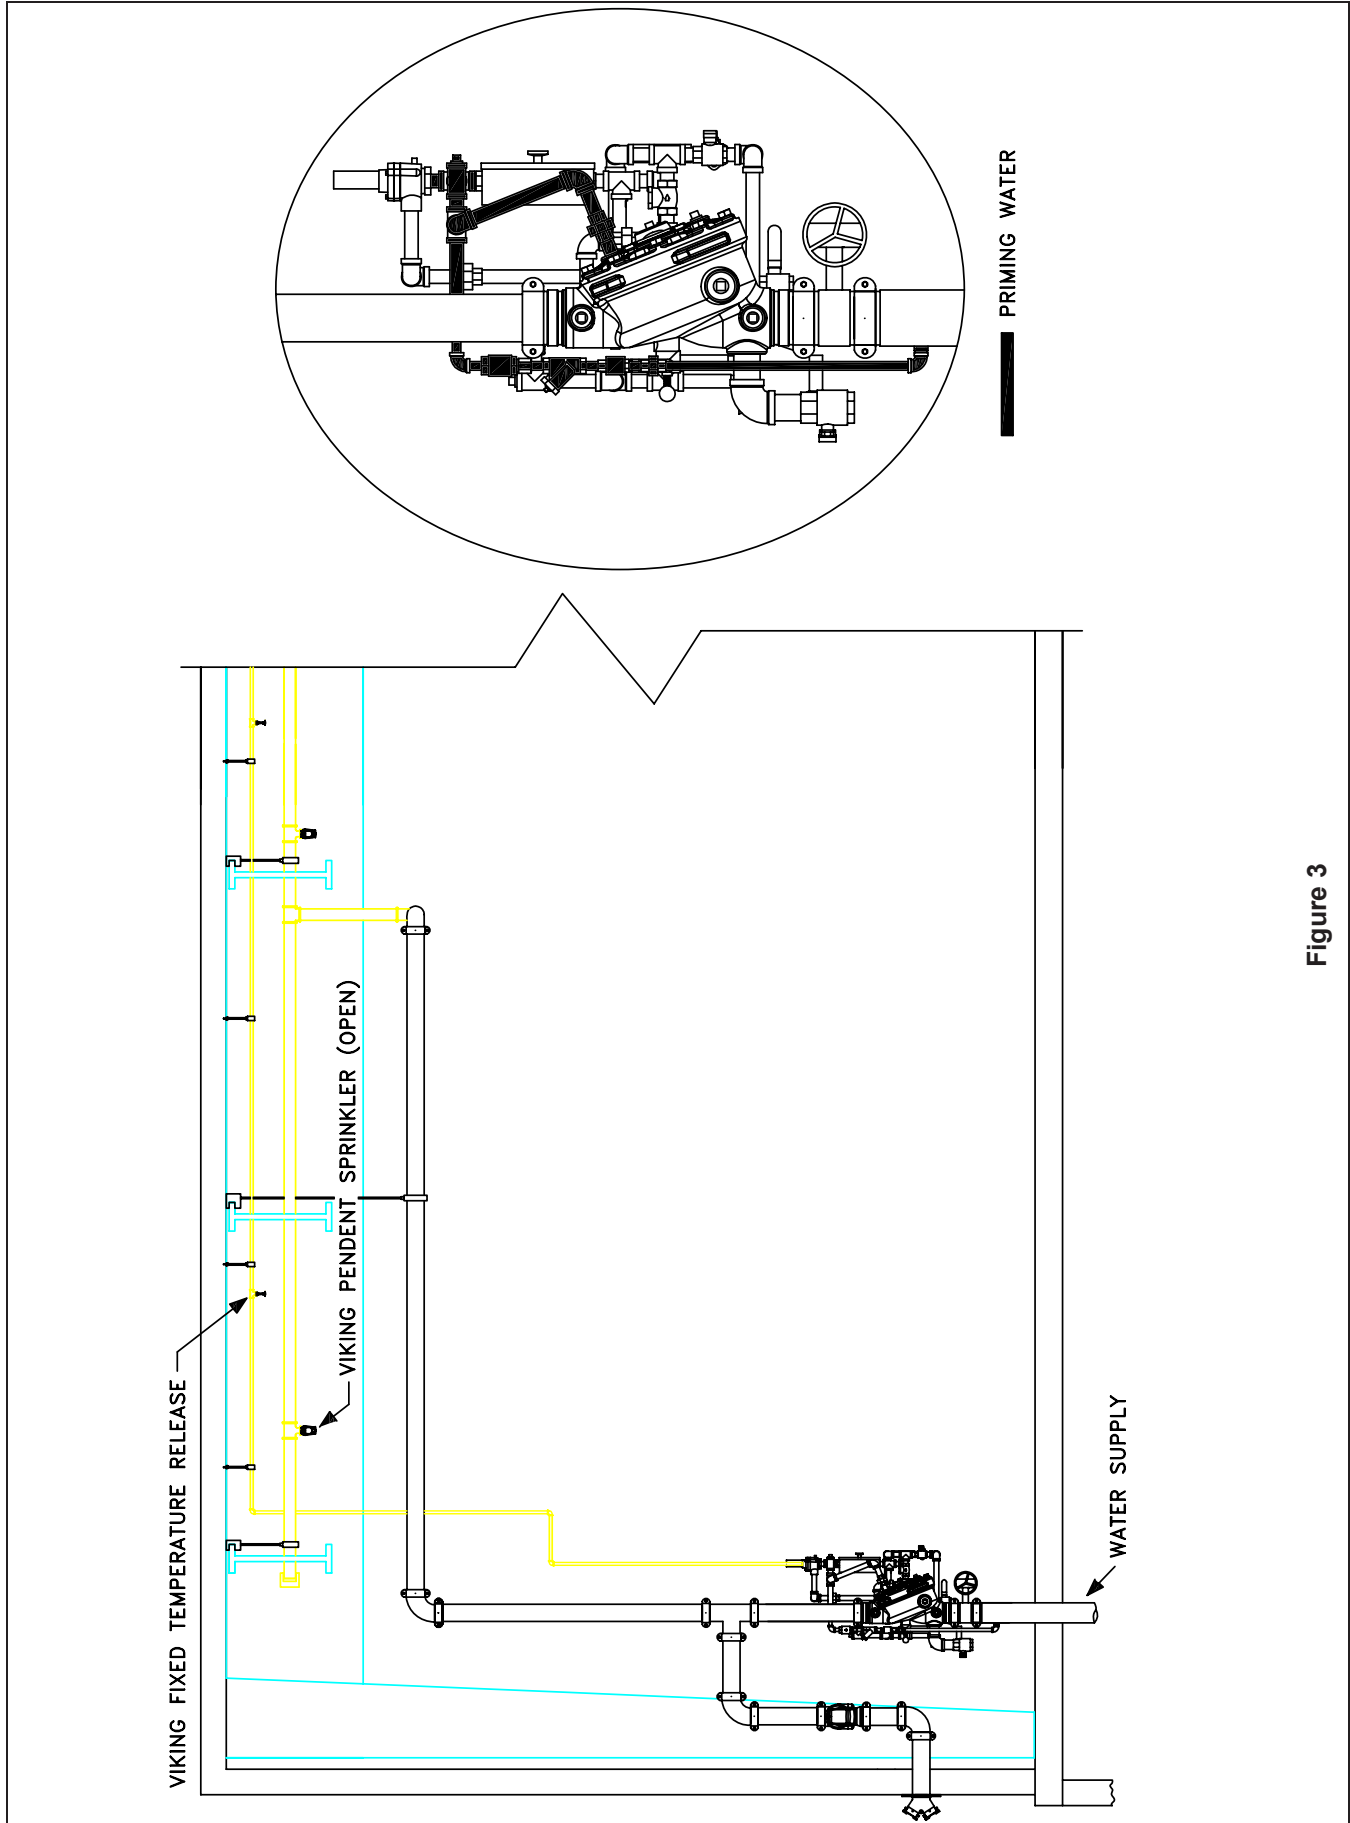 VIKING FIXED TEMPERATURE RELEASE
VIKING PENDENT SPRINKLER (OPEN)
WATER SUPPLY
PRIMING WATER
Figure 3